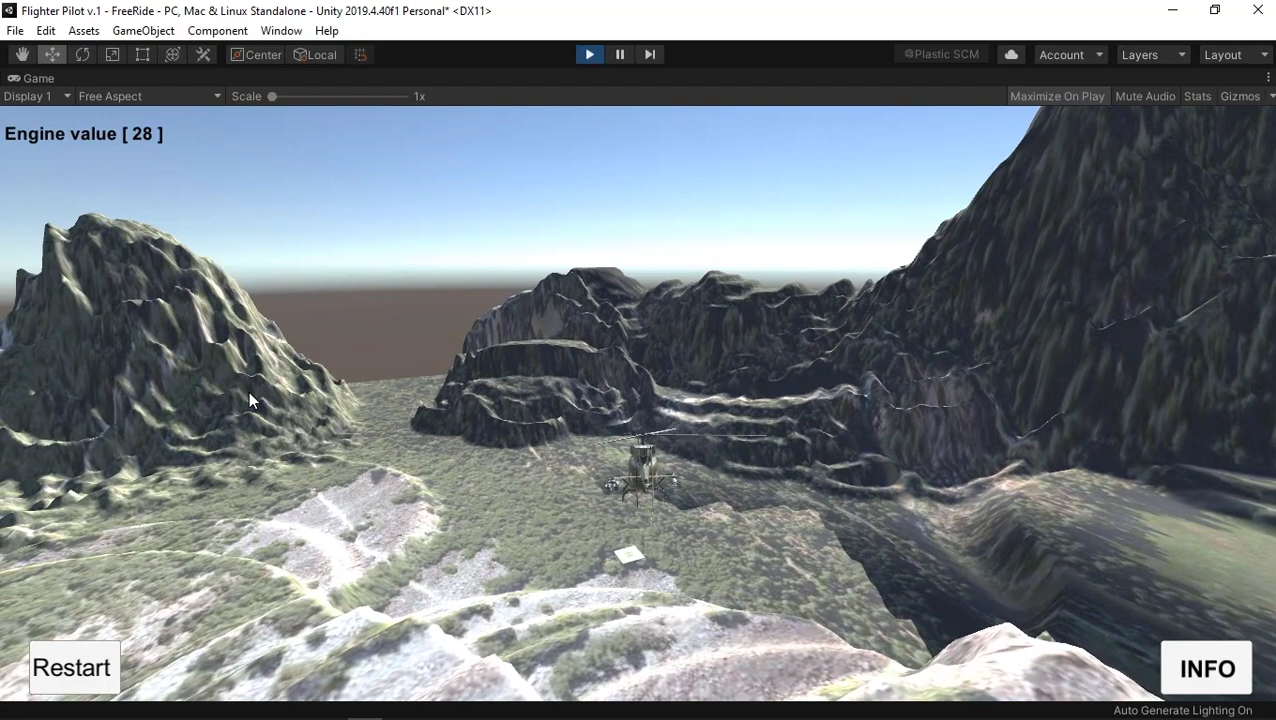 Flighter Pilot v.1 - FreeRide - PC, Mac & Linux Standalone - Unity 2019.4.40f1 Personal* <DX11>
File Edit Assets GameObject Component Window Help
Center Local Plastic SCM Account Layers Layout
Game
Display 1 Free Aspect Scale 1x Maximize On Play Mute Audio Stats Gizmos
Engine value [ 28 ]
Restart INFO
Auto Generate Lighting On